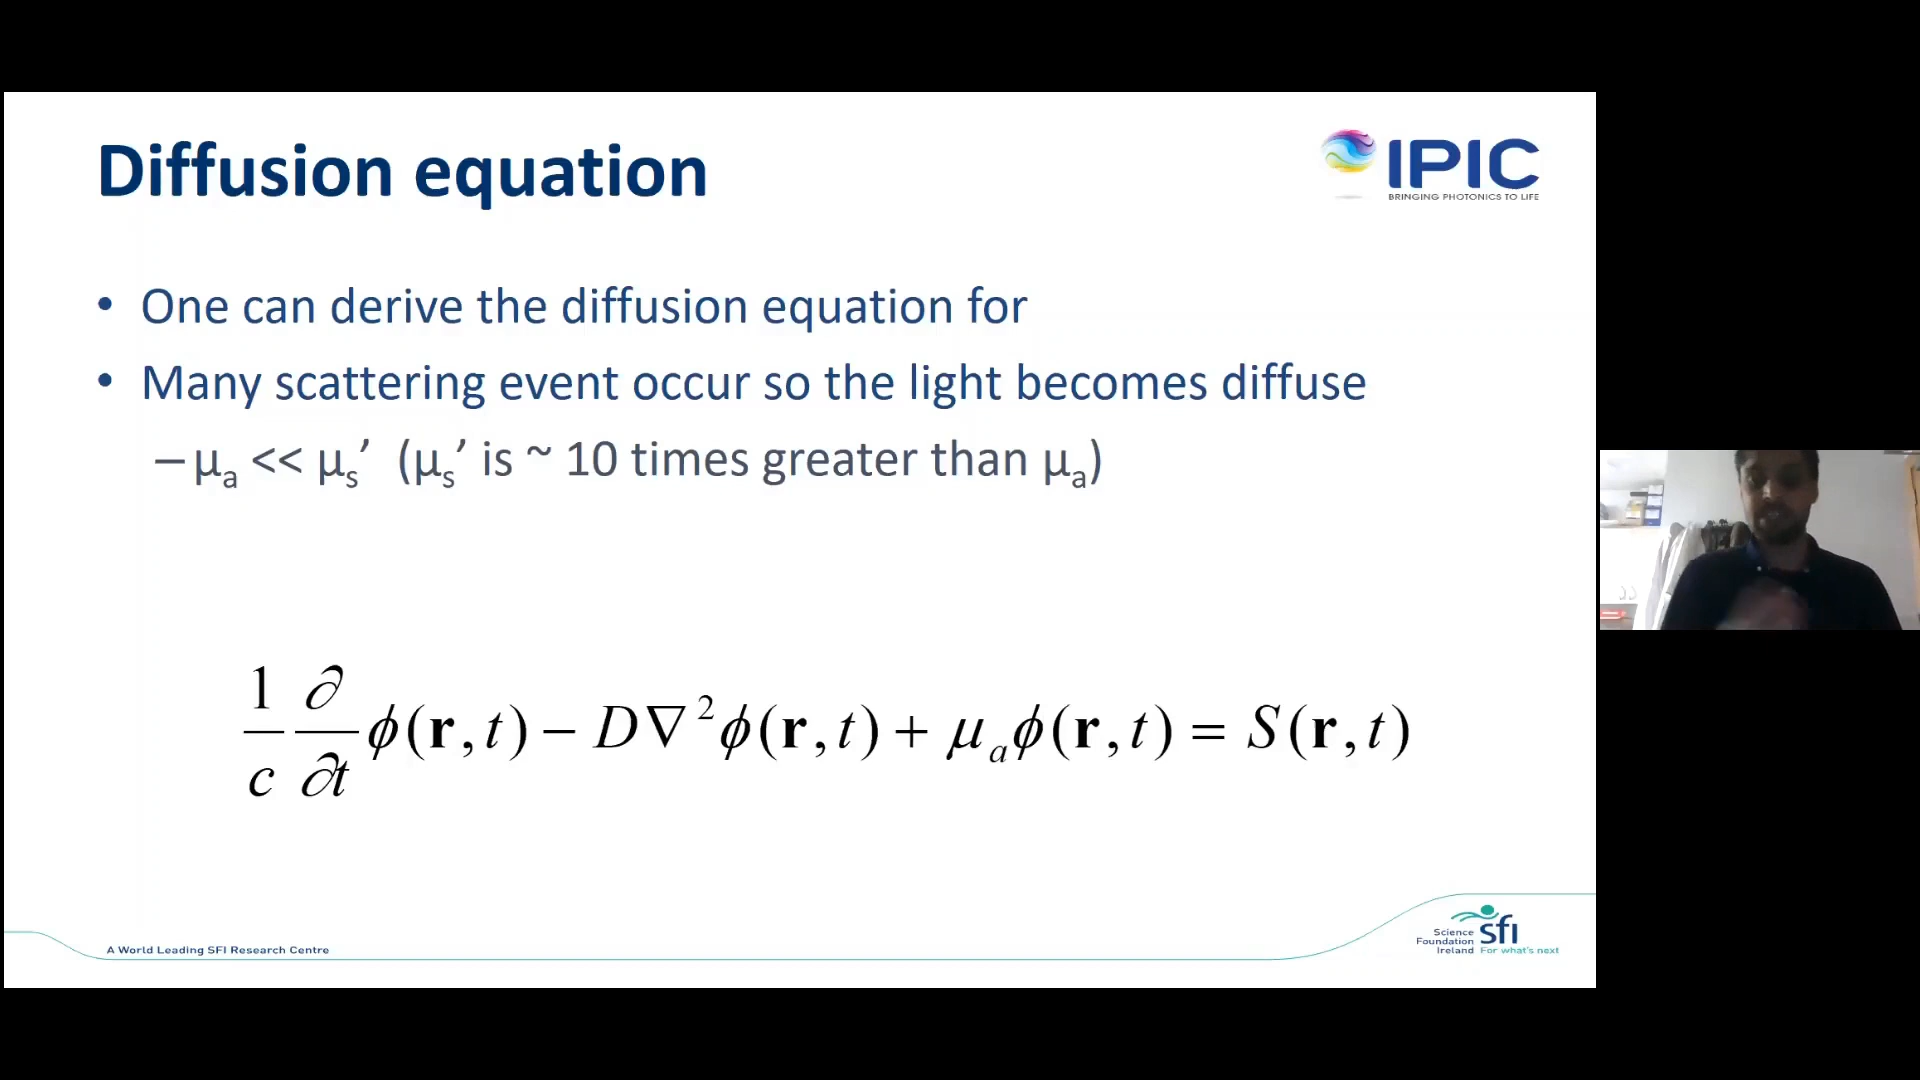 Diffusion equation
IPIC
BRINGING PHOTONICS TO LIFE
• One can derive the diffusion equation for
• Many scattering event occur so the light becomes diffuse
– μₐ << μₛ’ (μₛ’ is ~ 10 times greater than μₐ)
1/c ∂/∂t ϕ(r,t) − D∇²ϕ(r,t) + μₐϕ(r,t) = S(r,t)
A World Leading SFI Research Centre
Science
Foundation
Ireland
sfi
For what's next